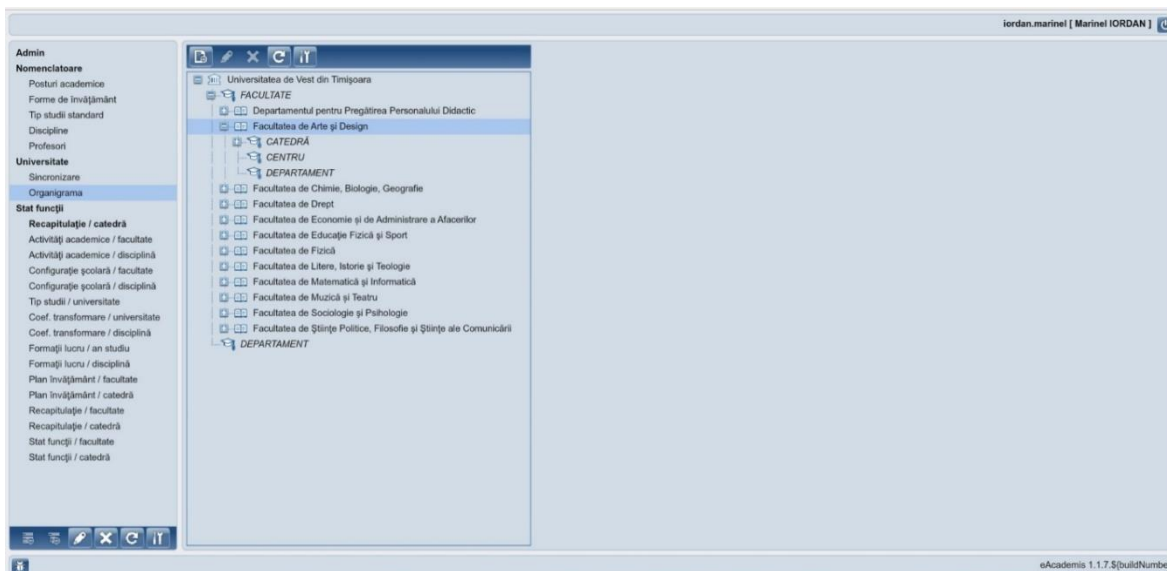 iordan.marinel [ Marinel IORDAN ]
Admin
Nomenclatoare
Posturi academice
Forme de învăţământ
Tip studii standard
Discipline
Profesori
Universitate
Sincronizare
Organigrama
Stat funcţii
Recapitulaţie / catedră
Activităţi academice / facultate
Activităţi academice / disciplină
Configuraţie şcolară / facultate
Configuraţie şcolară / disciplină
Tip studii / universitate
Coef. transformare / universitate
Coef. transformare / disciplină
Formaţii lucru / an studiu
Formaţii lucru / disciplină
Plan învăţământ / facultate
Plan învăţământ / catedră
Recapitulaţie / facultate
Recapitulaţie / catedră
Stat funcţii / facultate
Stat funcţii / catedră
Universitatea de Vest din Timişoara
FACULTATE
Departamentul pentru Pregătirea Personalului Didactic
Facultatea de Arte şi Design
CATEDRĂ
CENTRU
DEPARTAMENT
Facultatea de Chimie, Biologie, Geografie
Facultatea de Drept
Facultatea de Economie şi de Administrare a Afacerilor
Facultatea de Educaţie Fizică şi Sport
Facultatea de Fizică
Facultatea de Litere, Istorie şi Teologie
Facultatea de Matematică şi Informatică
Facultatea de Muzică şi Teatru
Facultatea de Sociologie şi Psihologie
Facultatea de Ştiinţe Politice, Filosofie şi Ştiinţe ale Comunicării
DEPARTAMENT
eAcademis 1.1.7.${buildNumbe